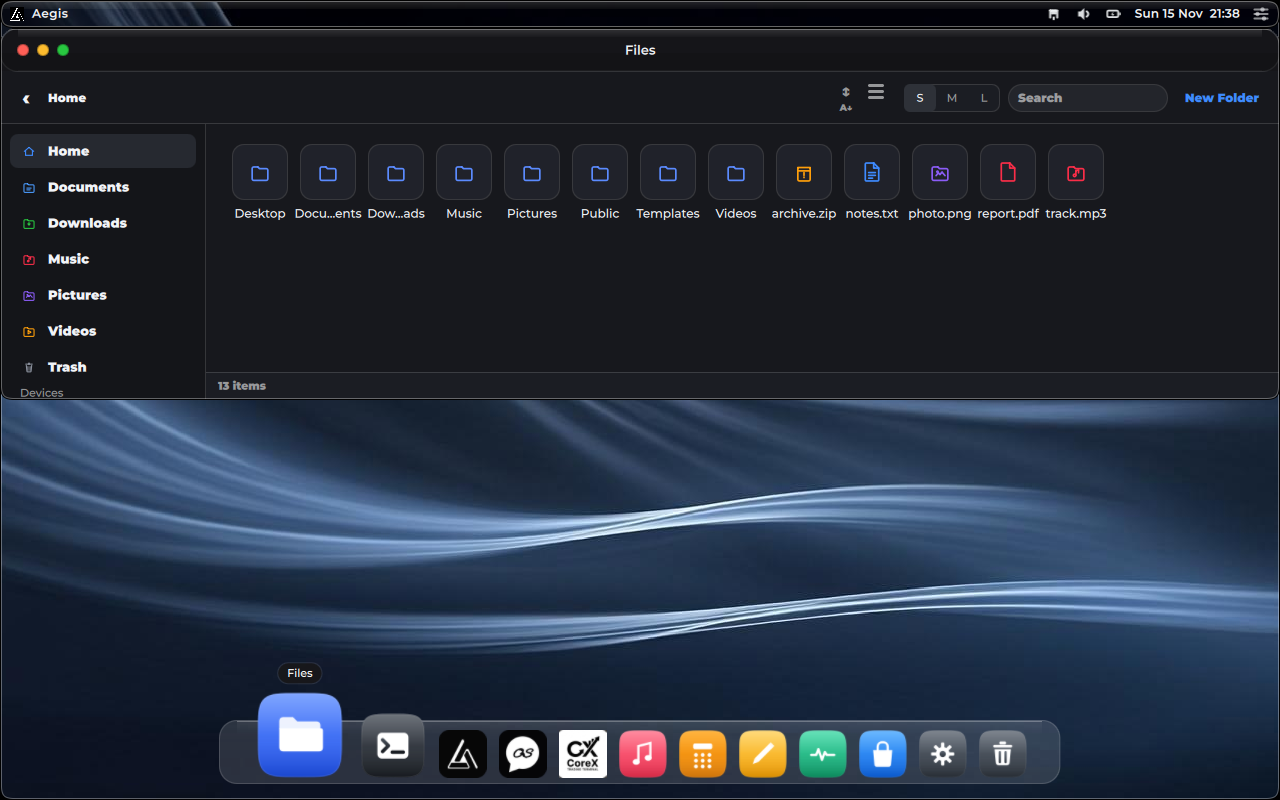 Aegis
Sun 15 Nov 21:38
Files
Home
A+
S M L
Search
New Folder
Home
Documents
Downloads
Music
Pictures
Videos
Trash
Devices
Desktop Docu...ents Dow...ads Music Pictures Public Templates Videos archive.zip notes.txt photo.png report.pdf track.mp3
13 items
Files
as
CX
CoreX